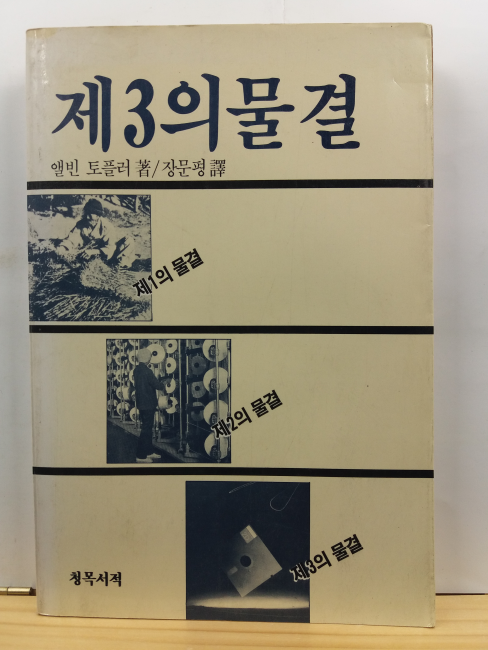 제3의물결
앨빈 토플러 著/장문평 譯
제1의 물결
제2의 물결
제3의 물결
청목서적